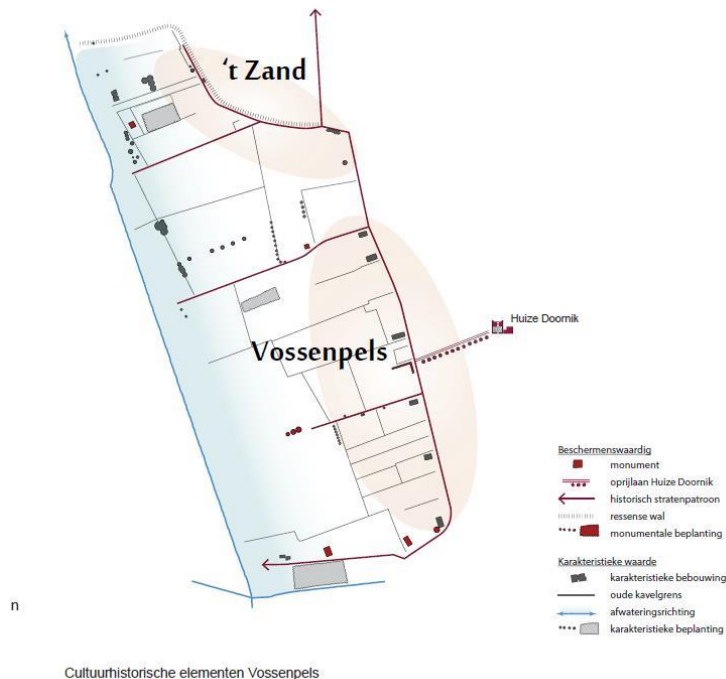 't Zand
Huize Doornik
Vossenpels
Beschermenswaardig
monument
oprijlaan Huize Doornik
historisch stratenpatroon
ressense wal
monumentale beplanting
Karakteristieke waarde
karakteristieke bebouwing
oude kavelgrens
afwateringsrichting
karakteristieke beplanting
n
Cultuurhistorische elementen Vossenpels